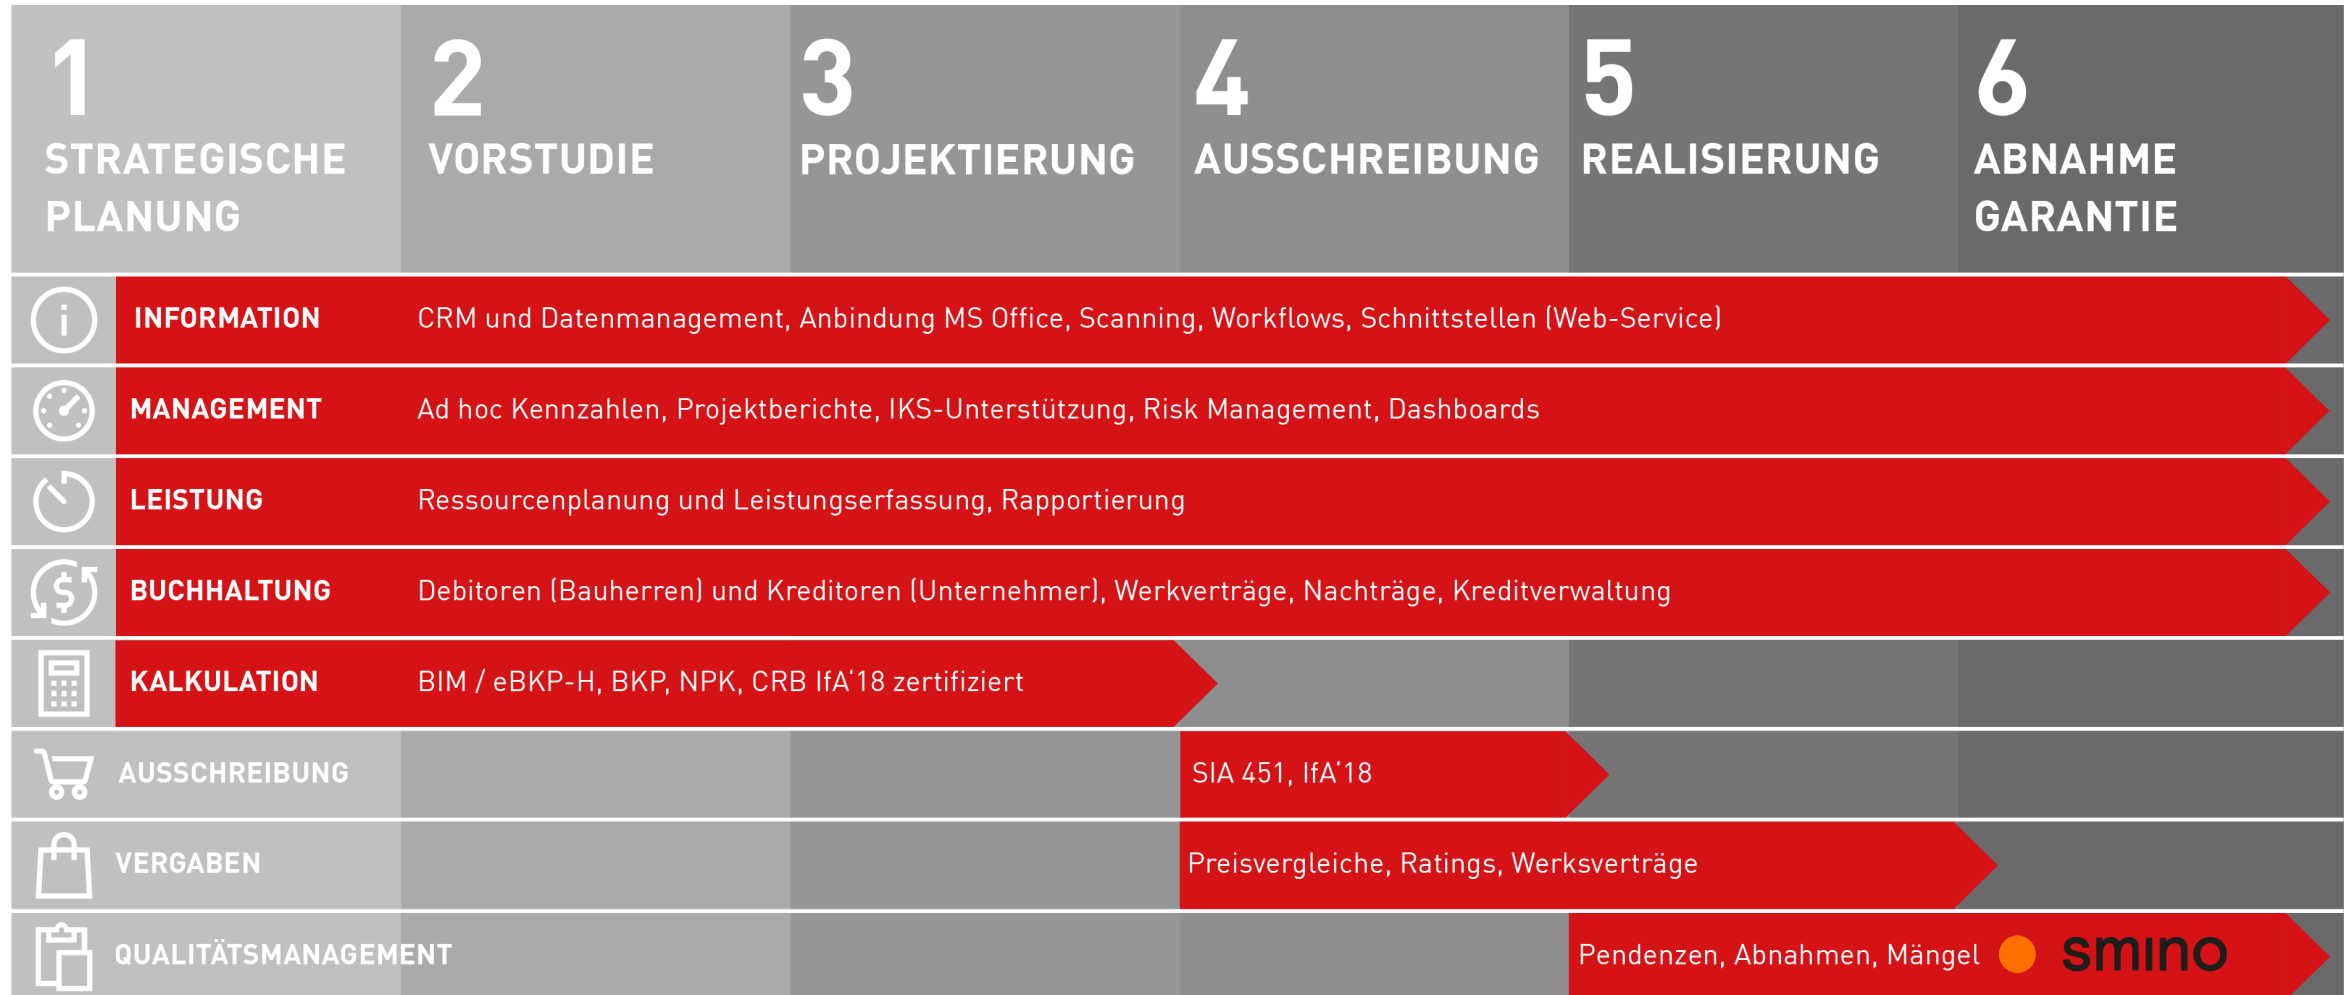 1
STRATEGISCHE
PLANUNG
2
VORSTUDIE
3
PROJEKTIERUNG
4
AUSSCHREIBUNG
5
REALISIERUNG
6
ABNAHME
GARANTIE
INFORMATION CRM und Datenmanagement, Anbindung MS Office, Scanning, Workflows, Schnittstellen (Web-Service)
MANAGEMENT Ad hoc Kennzahlen, Projektberichte, IKS-Unterstützung, Risk Management, Dashboards
LEISTUNG Ressourcenplanung und Leistungserfassung, Rapportierung
BUCHHALTUNG Debitoren (Bauherren) und Kreditoren (Unternehmer), Werkverträge, Nachträge, Kreditverwaltung
KALKULATION BIM / eBKP-H, BKP, NPK, CRB IfA‘18 zertifiziert
AUSSCHREIBUNG SIA 451, IfA‘18
VERGABEN Preisvergleiche, Ratings, Werksverträge
QUALITÄTSMANAGEMENT Pendenzen, Abnahmen, Mängel smino